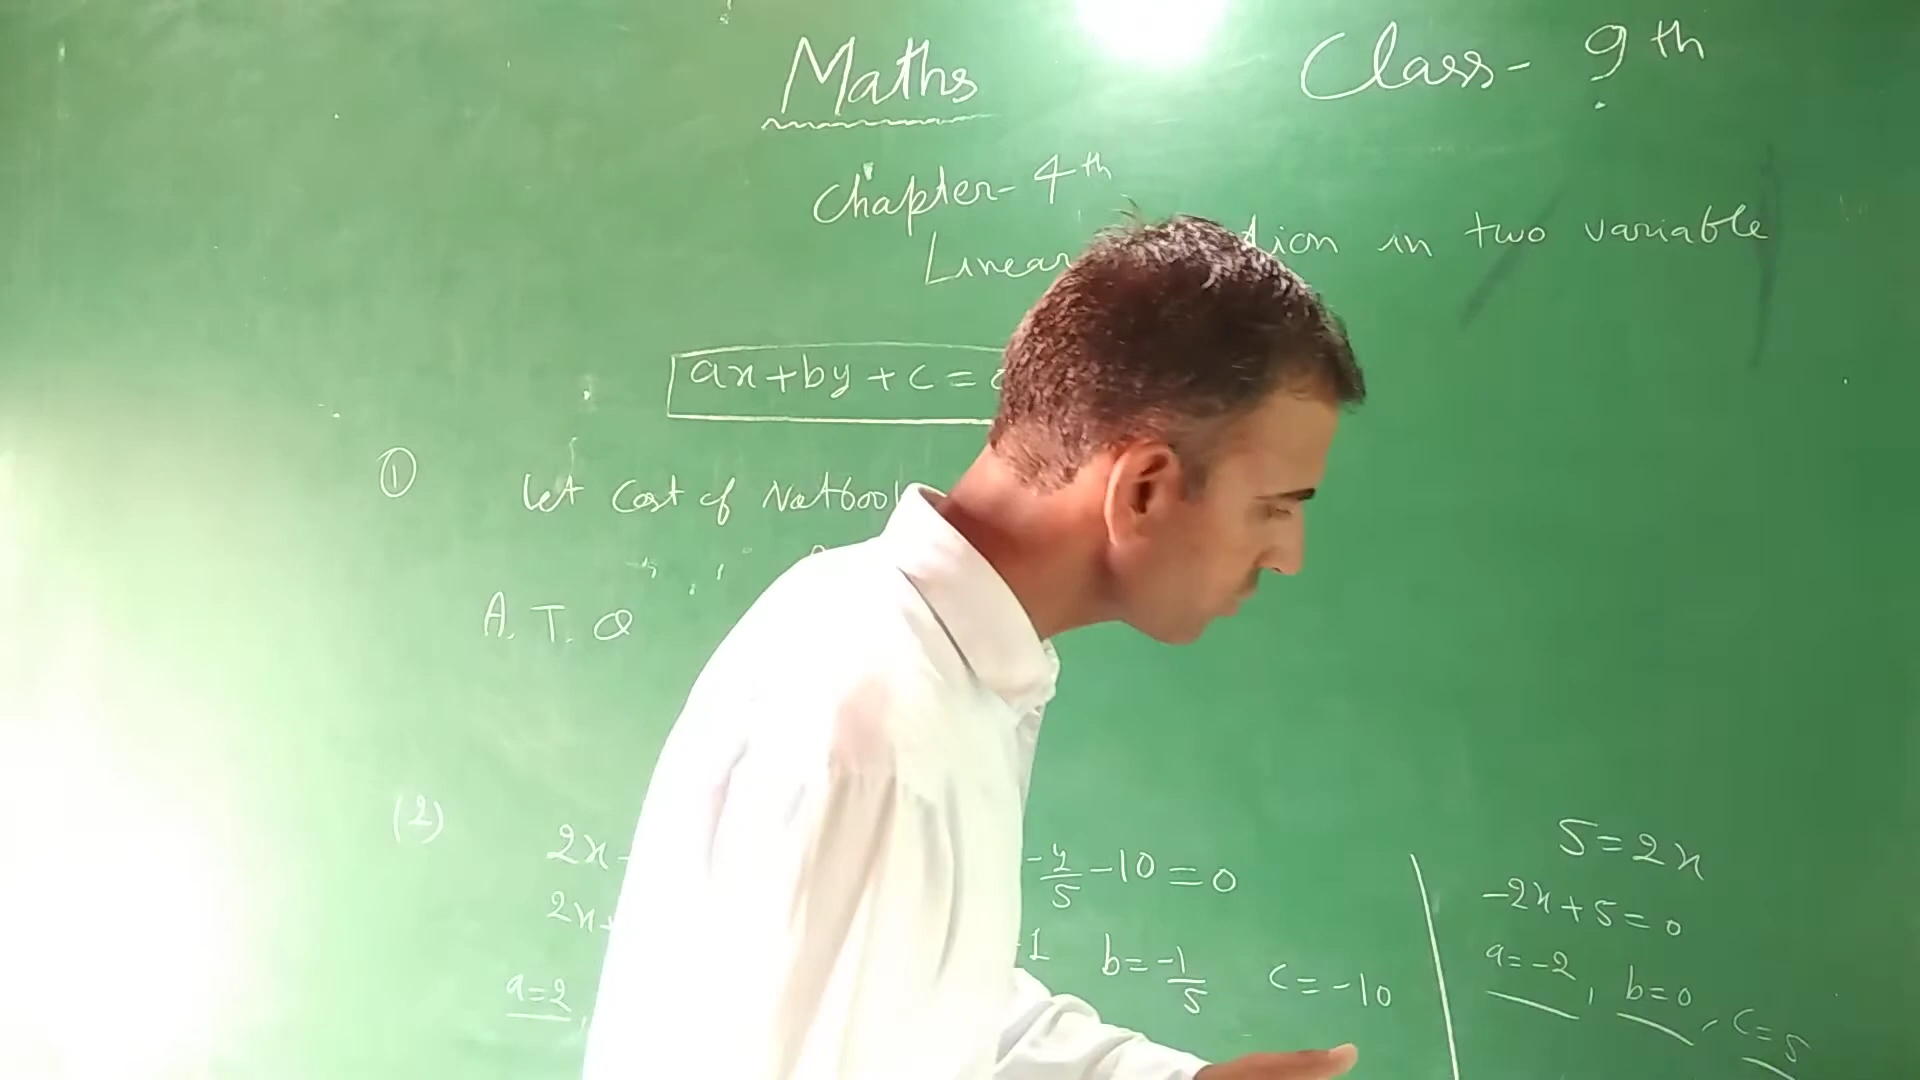 Maths Class- 9th
Chapter- 4th
Linear tion in two variable
ax+by+c=
① Let Cost of Notbook
A. T. Q
(2) 2x -y/5-10=0 5=2x
2x+ -2x+5=0
a=2, 1 b=-1/5 c=-10 a=-2, b=0, c=5